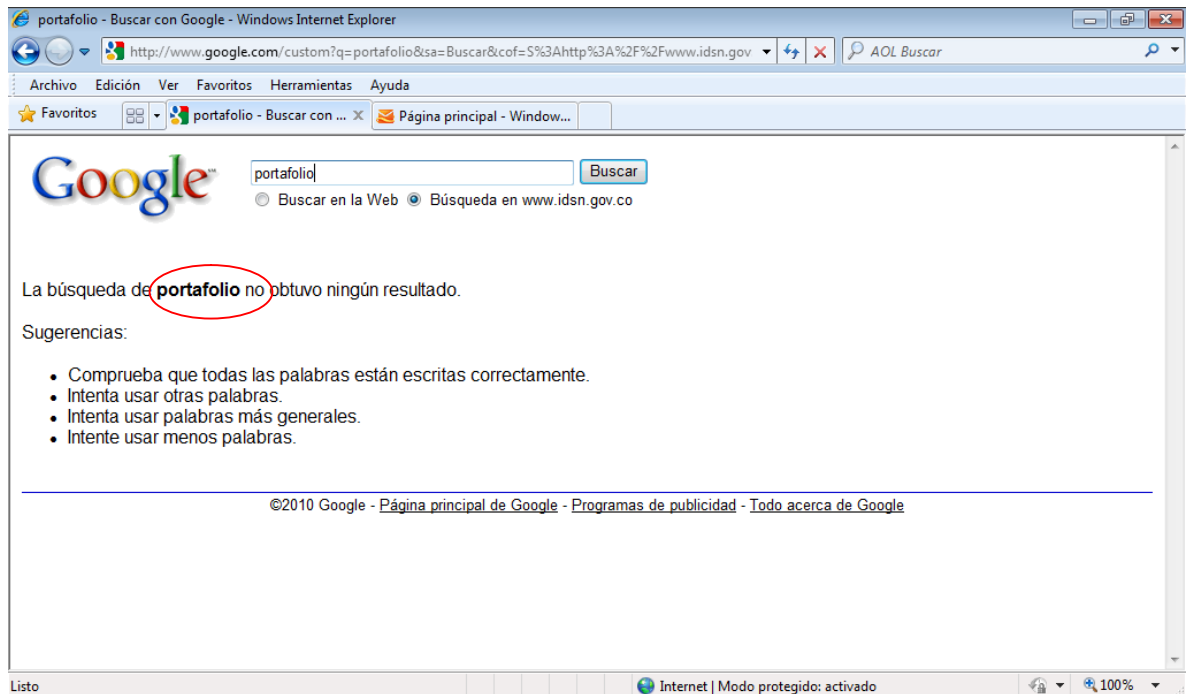 portafolio - Buscar con Google - Windows Internet Explorer
http://www.google.com/custom?q=portafolio&sa=Buscar&cof=S%3Ahttp%3A%2F%2Fwww.idsn.gov
AOL Buscar
Archivo Edición Ver Favoritos Herramientas Ayuda
Favoritos portafolio - Buscar con ... Página principal - Window...
Google™ portafolio Buscar
Buscar en la Web Búsqueda en www.idsn.gov.co
La búsqueda de portafolio no obtuvo ningún resultado.
Sugerencias:
• Comprueba que todas las palabras están escritas correctamente.
• Intenta usar otras palabras.
• Intenta usar palabras más generales.
• Intente usar menos palabras.
©2010 Google - Página principal de Google - Programas de publicidad - Todo acerca de Google
Listo Internet | Modo protegido: activado 100%